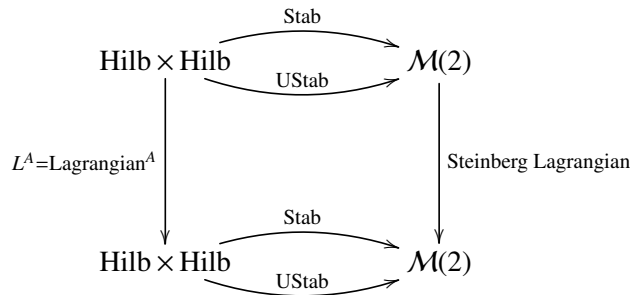 Stab
Hilb × Hilb M(2)
UStab
L^A=Lagrangian^A Steinberg Lagrangian
Stab
Hilb × Hilb M(2)
UStab